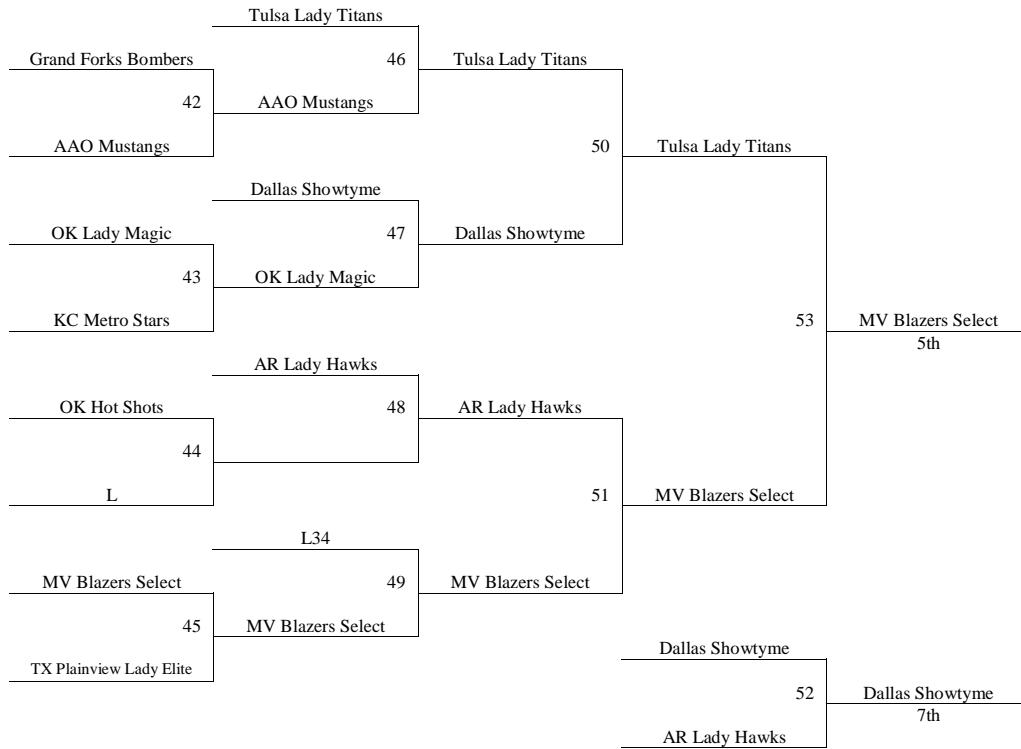 Tulsa Lady Titans
Grand Forks Bombers
46
Tulsa Lady Titans
42
AAO Mustangs
AAO Mustangs
50
Tulsa Lady Titans
Dallas Showtyme
OK Lady Magic
47
Dallas Showtyme
43
OK Lady Magic
KC Metro Stars
53
MV Blazers Select
5th
AR Lady Hawks
OK Hot Shots
48
AR Lady Hawks
44
L
51
MV Blazers Select
L34
MV Blazers Select
49
MV Blazers Select
45
MV Blazers Select
TX Plainview Lady Elite
Dallas Showtyme
52
Dallas Showtyme
7th
AR Lady Hawks